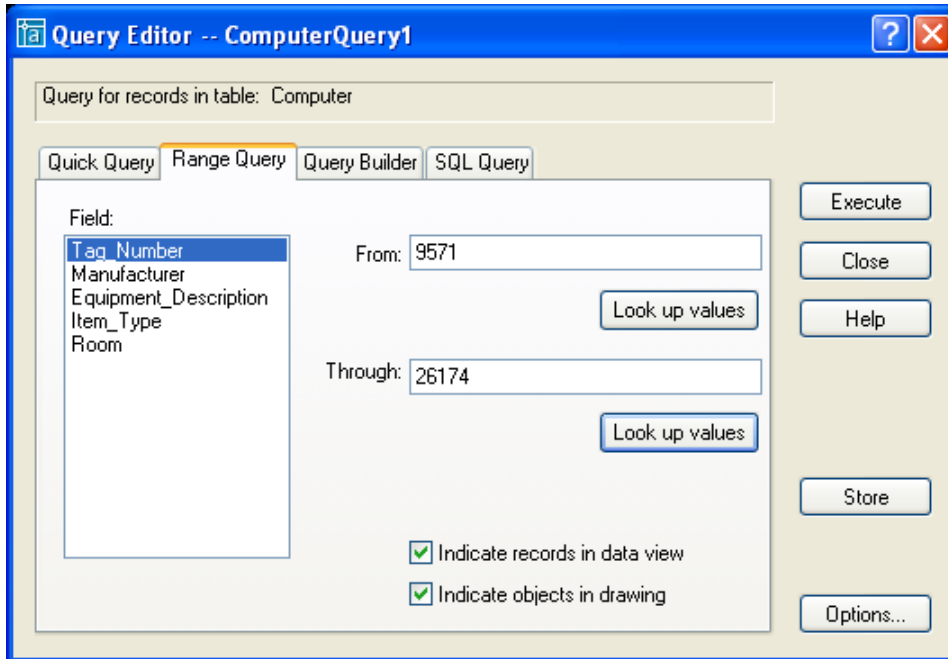 Query Editor -- ComputerQuery1
Query for records in table: Computer
Quick Query
Range Query
Query Builder
SQL Query
Field:
Tag_Number
Manufacturer
Equipment_Description
Item_Type
Room
From: 9571
Look up values
Through: 26174
Look up values
Indicate records in data view
Indicate objects in drawing
Execute
Close
Help
Store
Options...